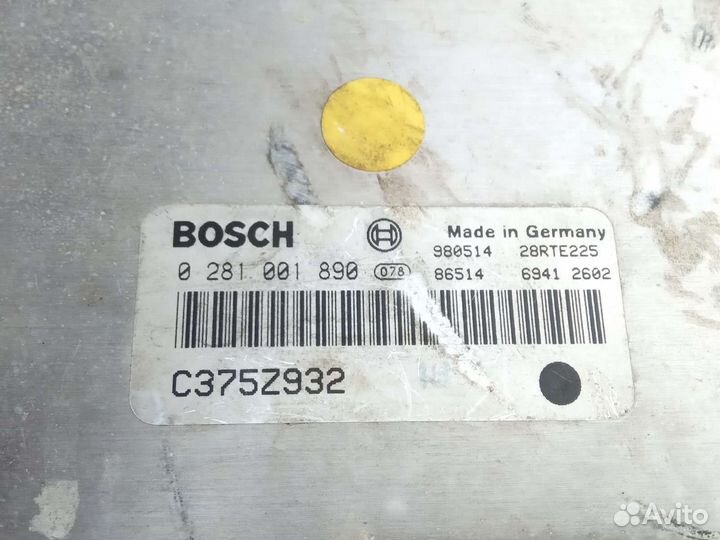 BOSCH
Made in Germany
980514 28RTE225
0 281 001 890 078 86514 6941 2602
C375Z932
Avito